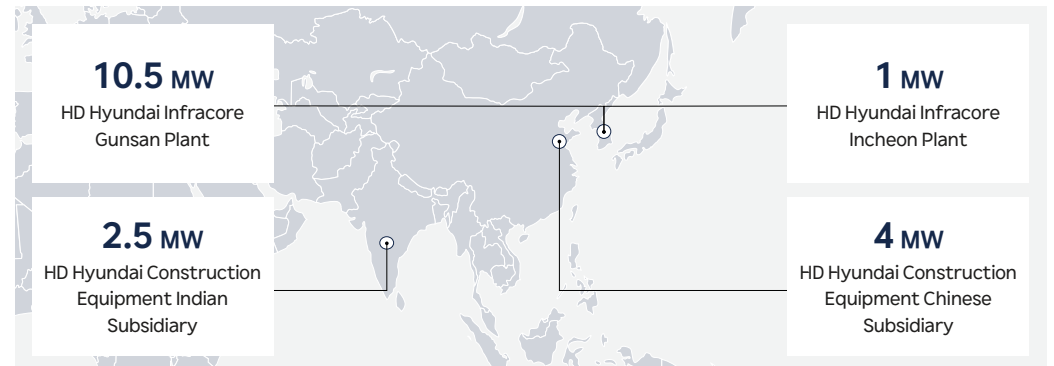 10.5 MW
HD Hyundai Infracore
Gunsan Plant
1 MW
HD Hyundai Infracore
Incheon Plant
2.5 MW
HD Hyundai Construction
Equipment Indian
Subsidiary
4 MW
HD Hyundai Construction
Equipment Chinese
Subsidiary